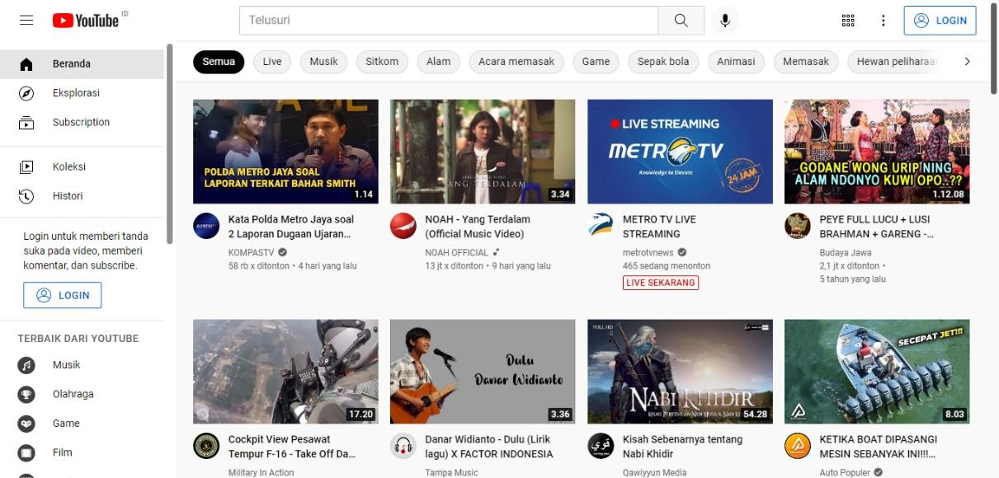 YouTube ID
Telusuri
LOGIN
Beranda
Eksplorasi
Subscription
Koleksi
Histori
Login untuk memberi tanda
suka pada video, memberi
komentar, dan subscribe.
LOGIN
TERBAIK DARI YOUTUBE
Musik
Olahraga
Game
Film
Semua Live Musik Sitkom Alam Acara memasak Game Sepak bola Animasi Memasak Hewan peliharaan
POLDA METRO JAYA SOAL
LAPORAN TERKAIT BAHAR SMITH
1.14
Kata Polda Metro Jaya soal
2 Laporan Dugaan Ujaran...
KOMPASTV
58 rb x ditonton • 4 hari yang lalu
ANG TERDALAM
3.34
NOAH - Yang Terdalam
(Official Music Video)
NOAH OFFICIAL
13 jt x ditonton • 9 hari yang lalu
LIVE STREAMING
METRO TV
Knowledge to Elevate
24 JAM
METRO TV LIVE
STREAMING
metrotvnews
465 sedang menonton
LIVE SEKARANG
GODANE WONG URIP NING
ALAM NDONYO KUWI OPO..??
1.12.08
PEYE FULL LUCU + LUSI
BRAHMAN + GARENG -...
Budaya Jawa
2,1 jt x ditonton •
5 tahun yang lalu
17.20
Cockpit View Pesawat
Tempur F-16 - Take Off Da...
Military In Action
Dulu
Danar Widianto
3.36
Danar Widianto - Dulu (Lirik
lagu) X FACTOR INDONESIA
Tampa Music
FULL HD
NABI KHIDIR
KISAH PERTEMUAN NABI MUSA & NABI KH
54.28
Kisah Sebenarnya tentang
Nabi Khidir
Qawiyyun Media
SECEPAT JET!!!
8.03
KETIKA BOAT DIPASANGI
MESIN SEBANYAK INI!!!...
Auto Populer